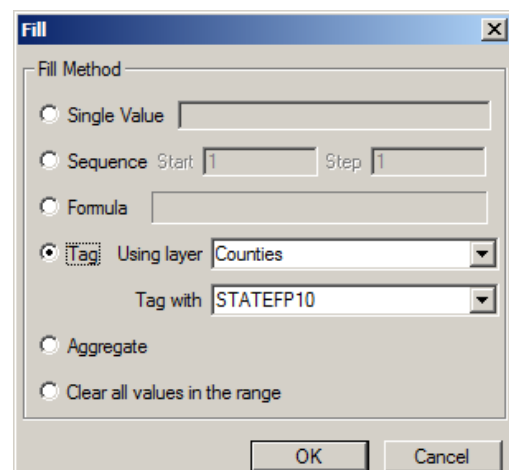 Fill
Fill Method
Single Value
Sequence Start 1 Step 1
Formula
Tag Using layer Counties
Tag with STATEFP10
Aggregate
Clear all values in the range
OK Cancel